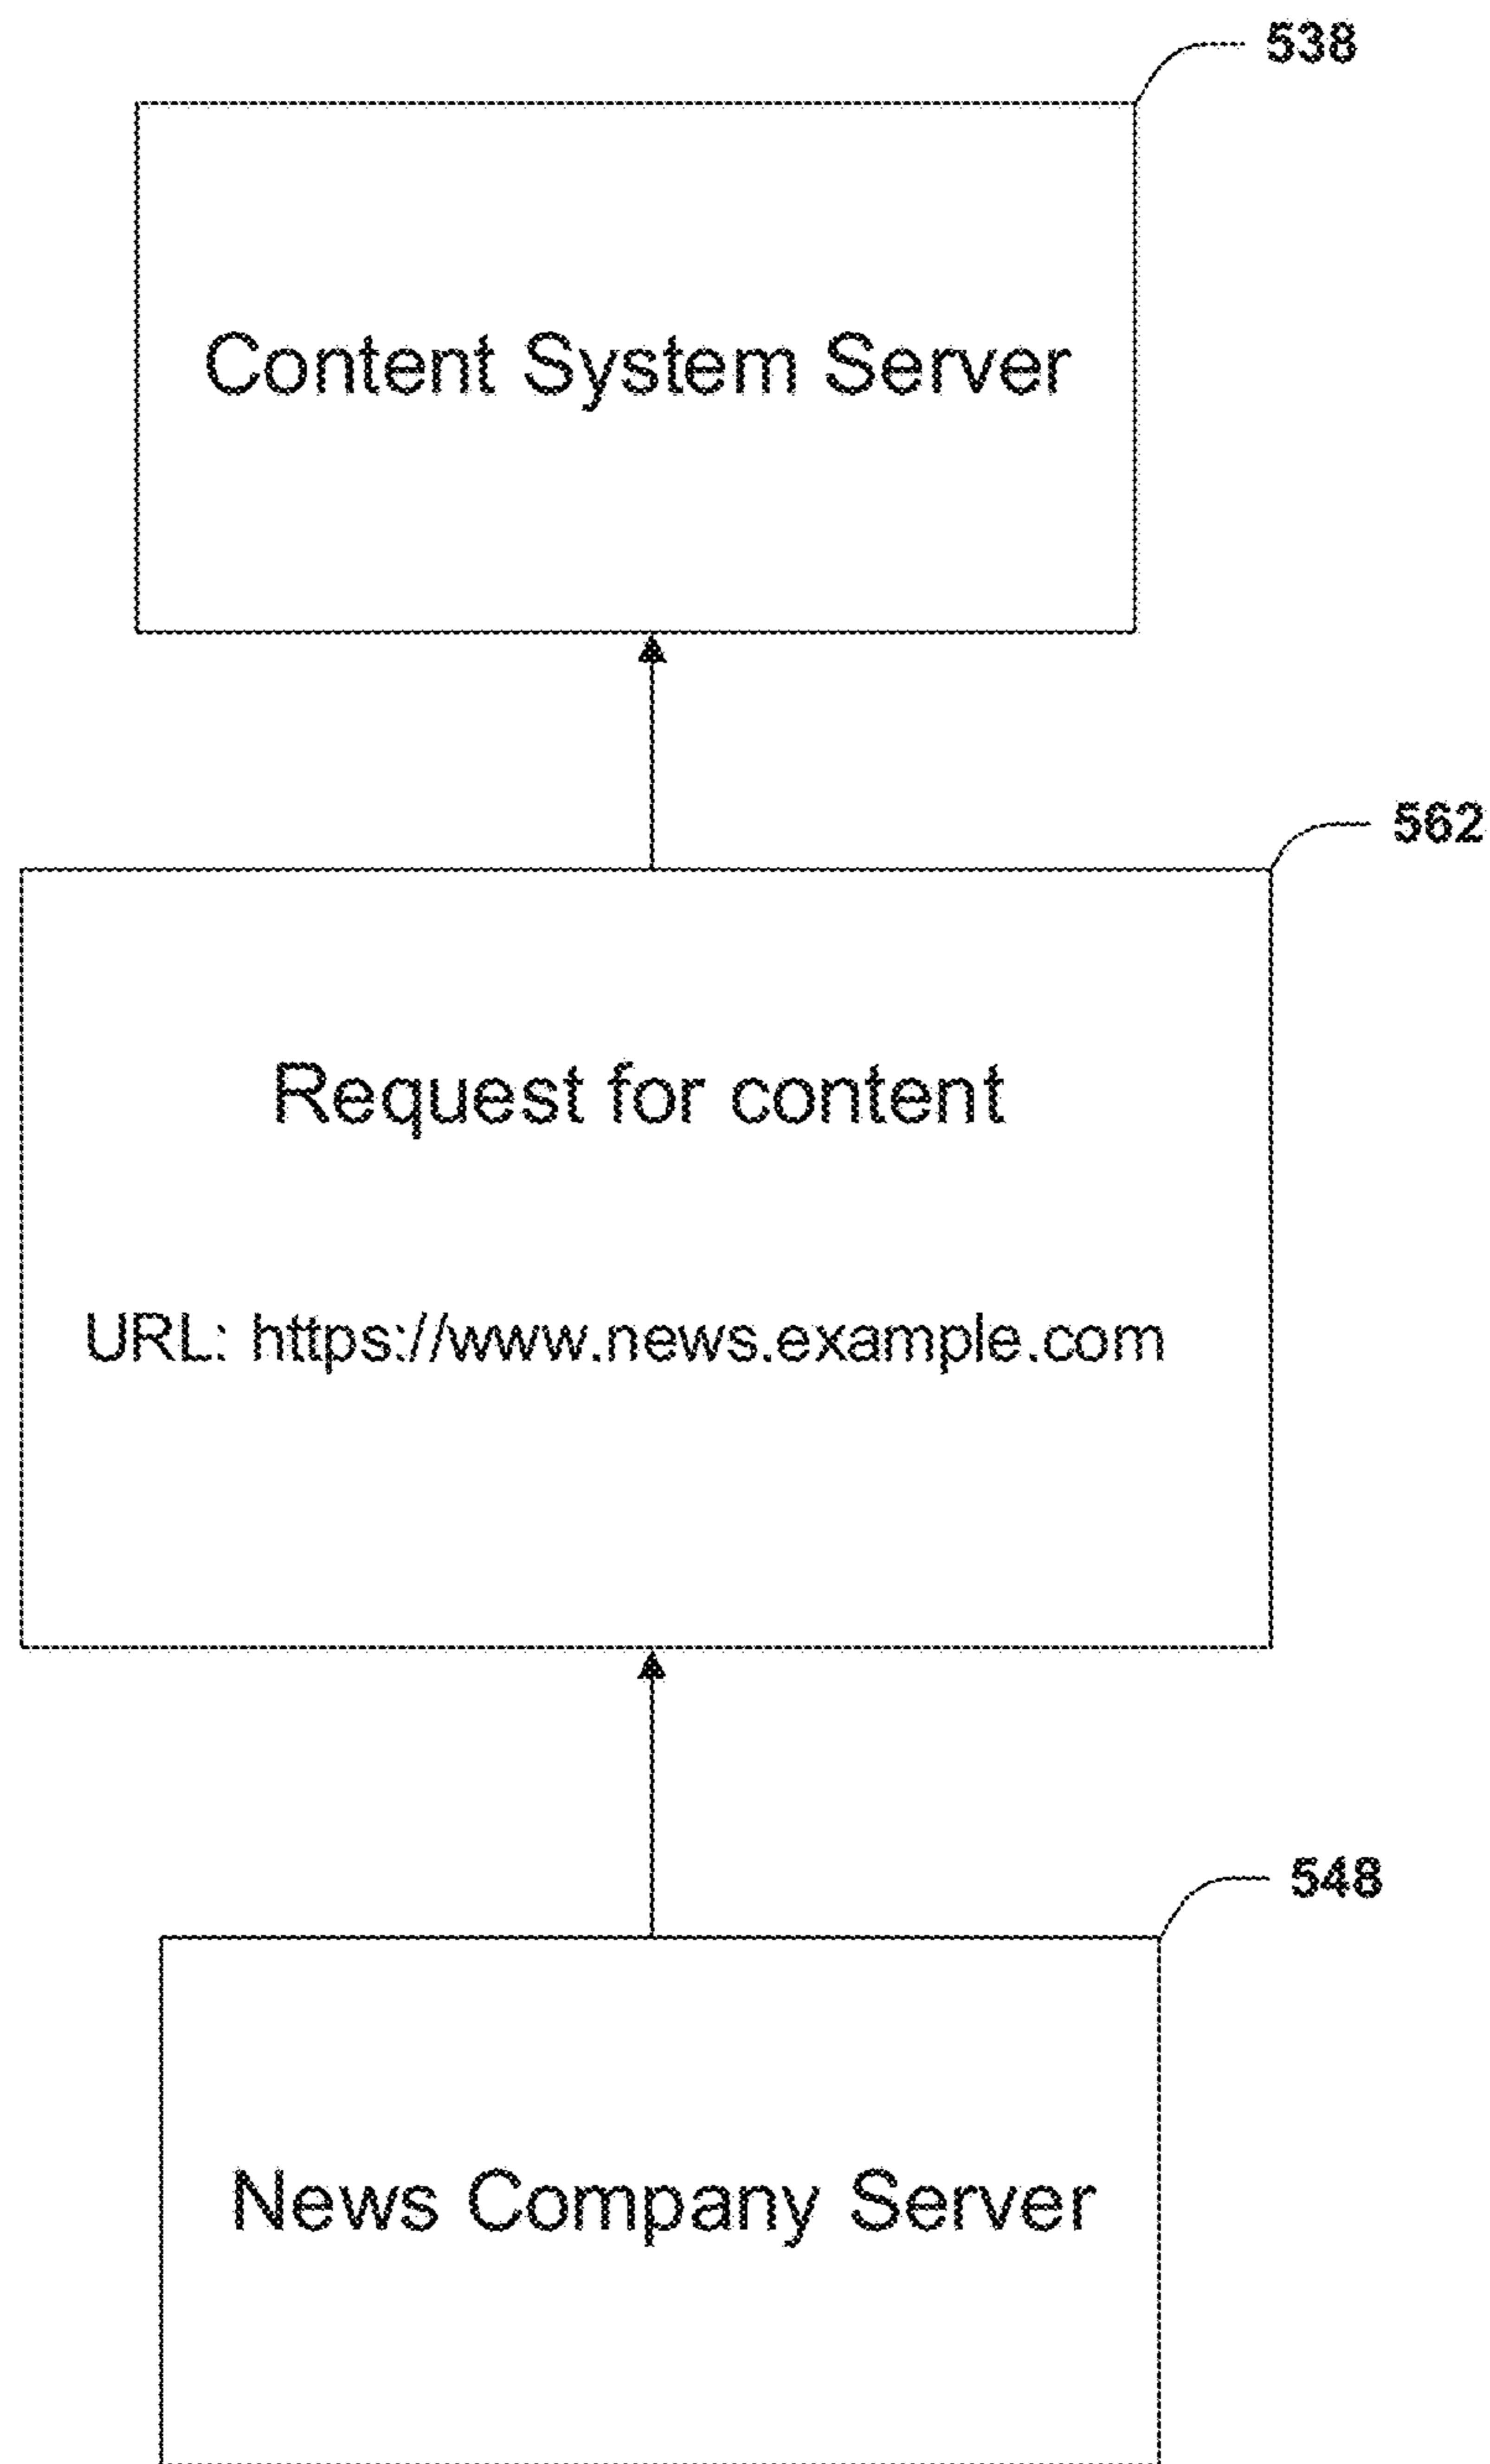 538
Content System Server
562
Request for content
URL: https://www.news.example.com
548
News Company Server